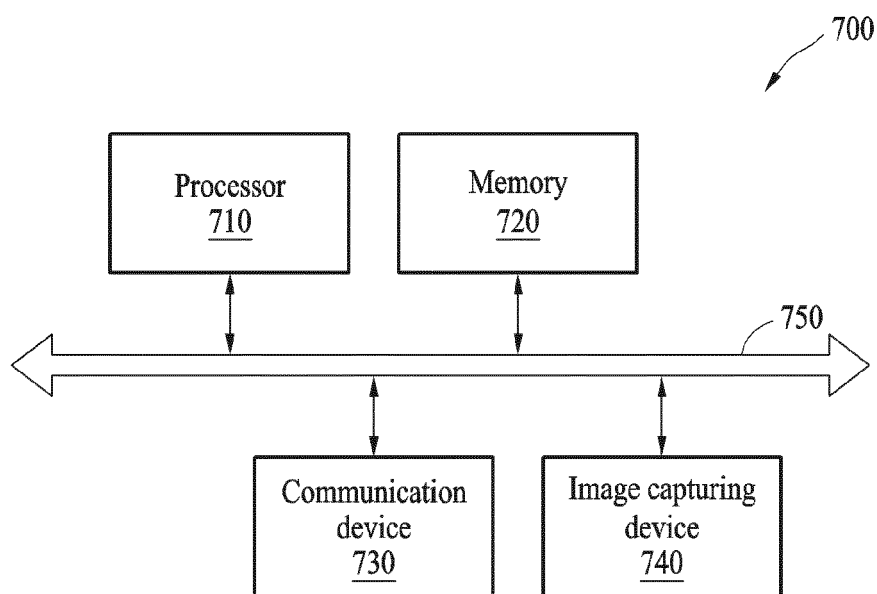 700
Processor
710
Memory
720
750
Communication
device
730
Image capturing
device
740